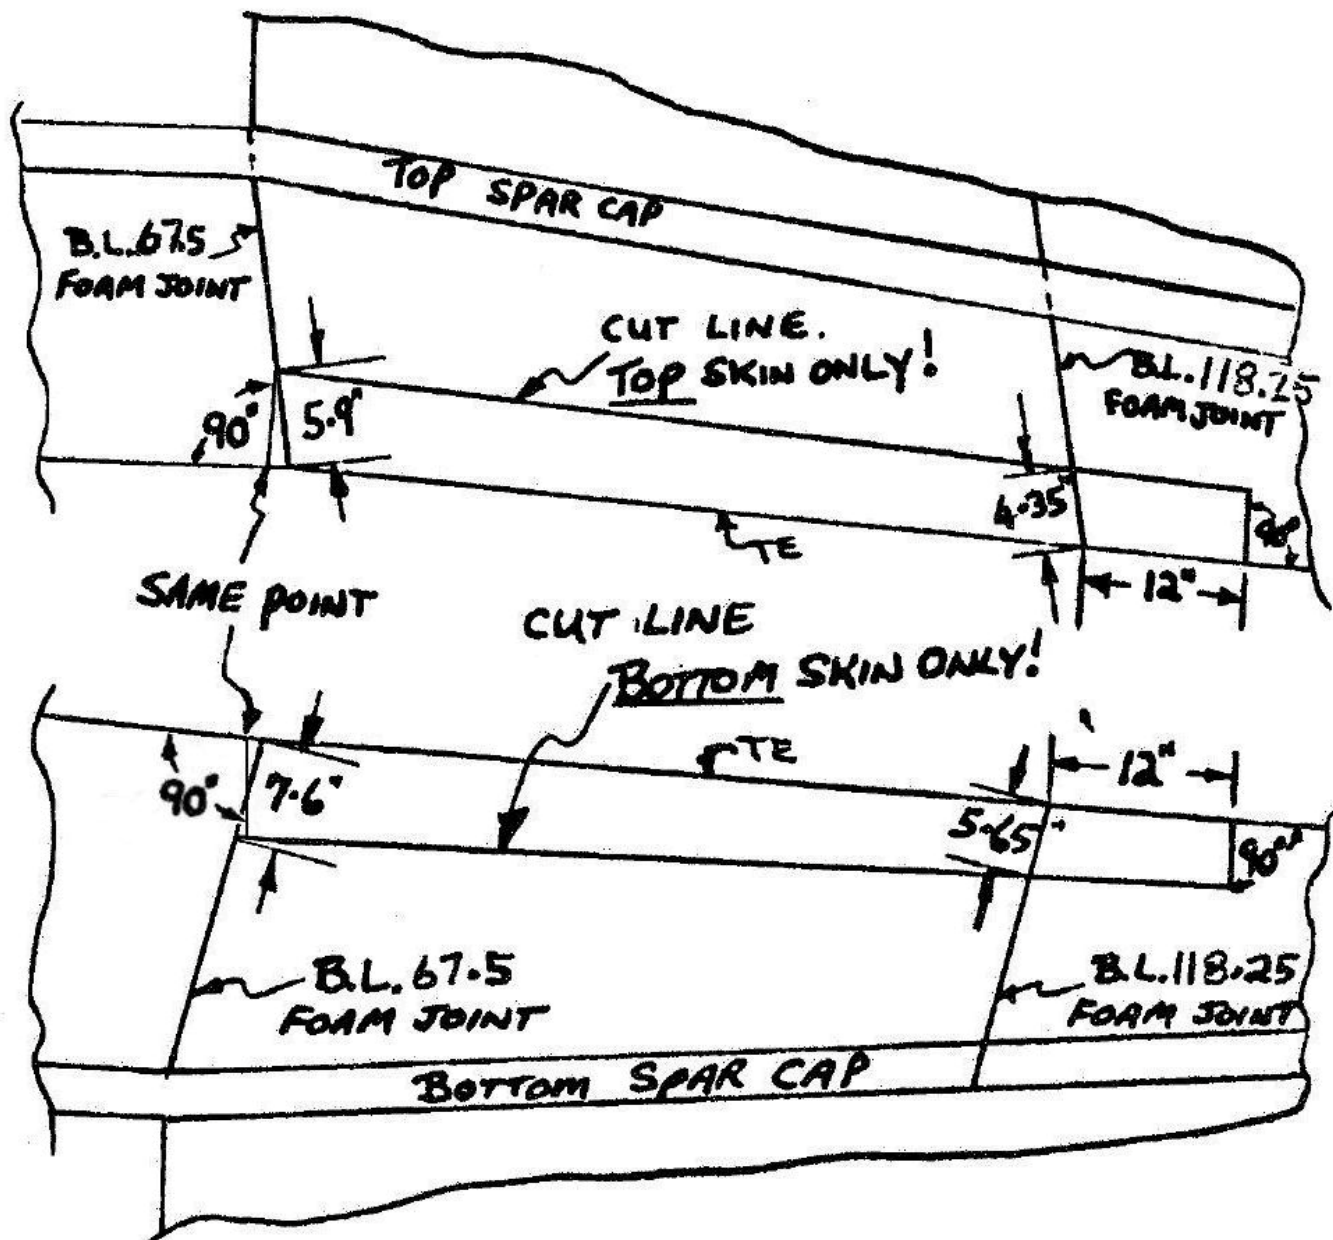 TOP SPAR CAP
B.L.67.5
FOAM JOINT
CUT LINE.
TOP SKIN ONLY!
B.L.118.25
FOAM JOINT
90°
5.9"
4.35"
90°
TE
12"
SAME POINT
CUT LINE
BOTTOM SKIN ONLY!
TE
12"
90°
7.6"
5.65"
90°
B.L.67.5
FOAM JOINT
B.L.118.25
FOAM JOINT
BOTTOM SPAR CAP